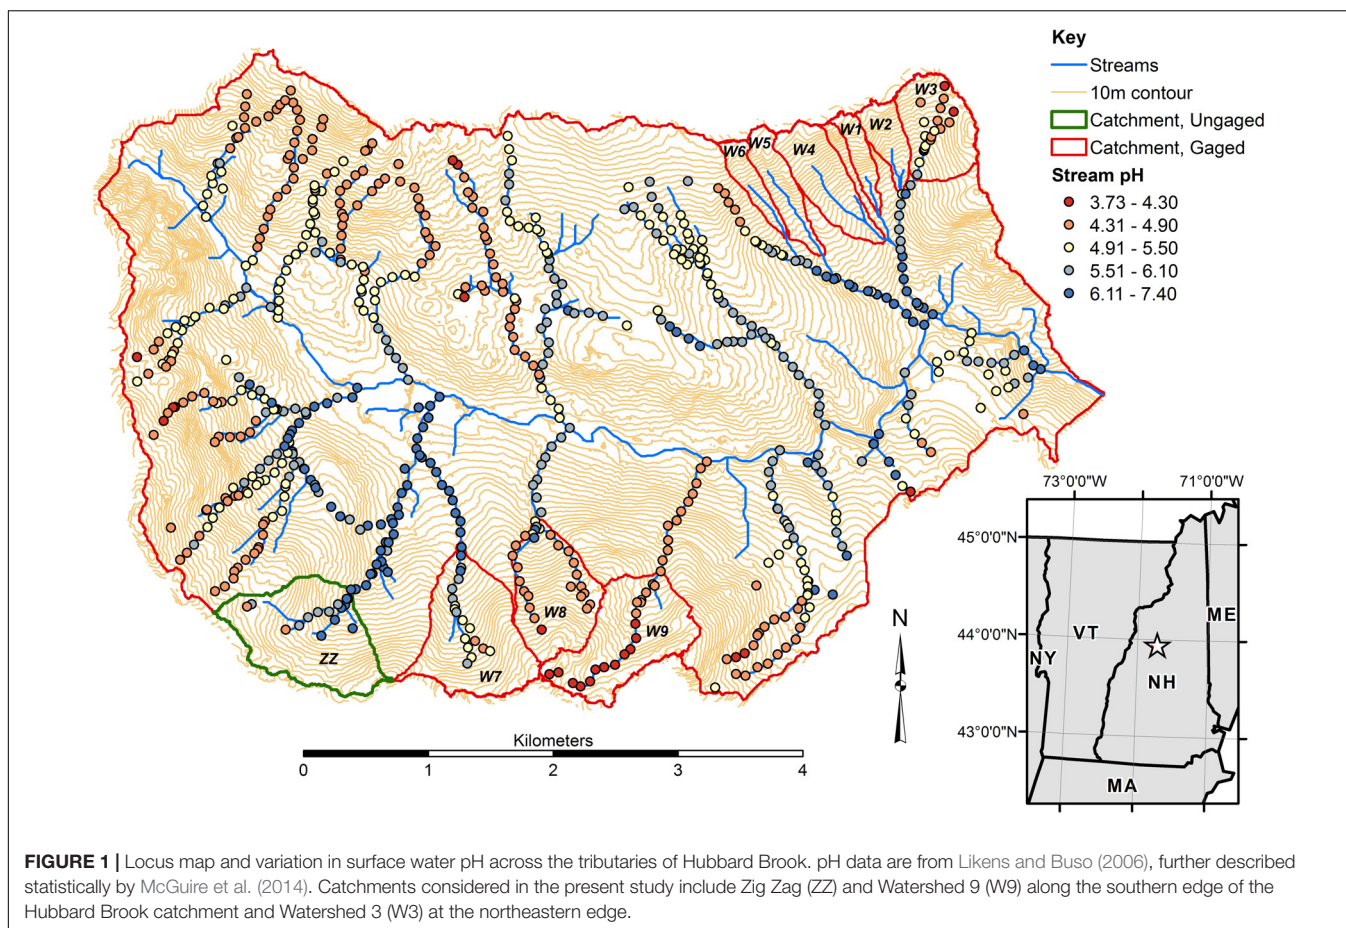 Key
Streams
10m contour
Catchment, Ungaged
Catchment, Gaged
Stream pH
3.73 - 4.30
4.31 - 4.90
4.91 - 5.50
5.51 - 6.10
6.11 - 7.40
W3
W2
W1
W4
W5
W6
ZZ
W7
W8
W9
N
Kilometers
0 1 2 3 4
73°0'0"W 71°0'0"W
45°0'0"N
44°0'0"N
43°0'0"N
ME
VT
NY
NH
MA
FIGURE 1 | Locus map and variation in surface water pH across the tributaries of Hubbard Brook. pH data are from Likens and Buso (2006), further described
statistically by McGuire et al. (2014). Catchments considered in the present study include Zig Zag (ZZ) and Watershed 9 (W9) along the southern edge of the
Hubbard Brook catchment and Watershed 3 (W3) at the northeastern edge.